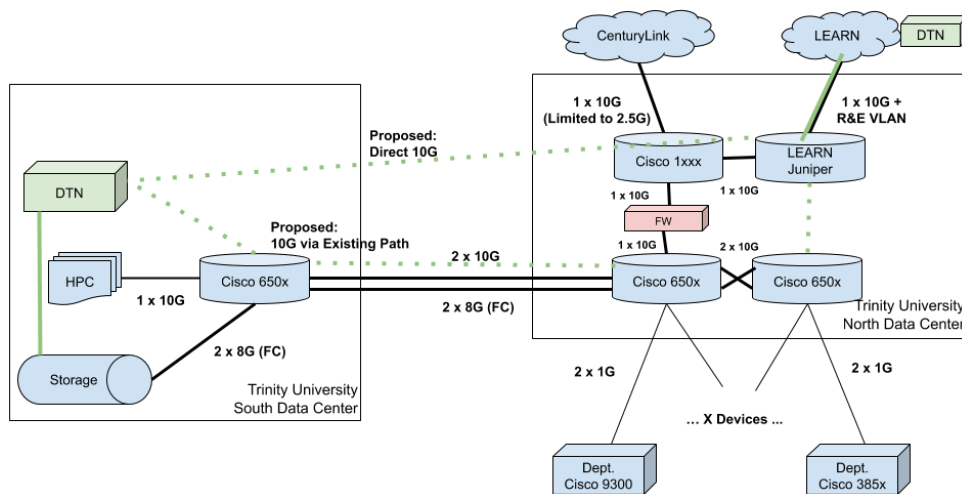 CenturyLink
LEARN
DTN
1 x 10G
(Limited to 2.5G)
1 x 10G +
R&E VLAN
Proposed:
Direct 10G
Cisco 1xxx
LEARN
Juniper
1 x 10G
1 x 10G
DTN
FW
Proposed:
10G via Existing Path
1 x 10G
2 x 10G
2 x 10G
HPC
Cisco 650x
Cisco 650x
Cisco 650x
1 x 10G
2 x 8G (FC)
Trinity University
North Data Center
2 x 8G (FC)
Storage
Trinity University
South Data Center
2 x 1G
2 x 1G
... X Devices ...
Dept.
Cisco 9300
Dept.
Cisco 385x